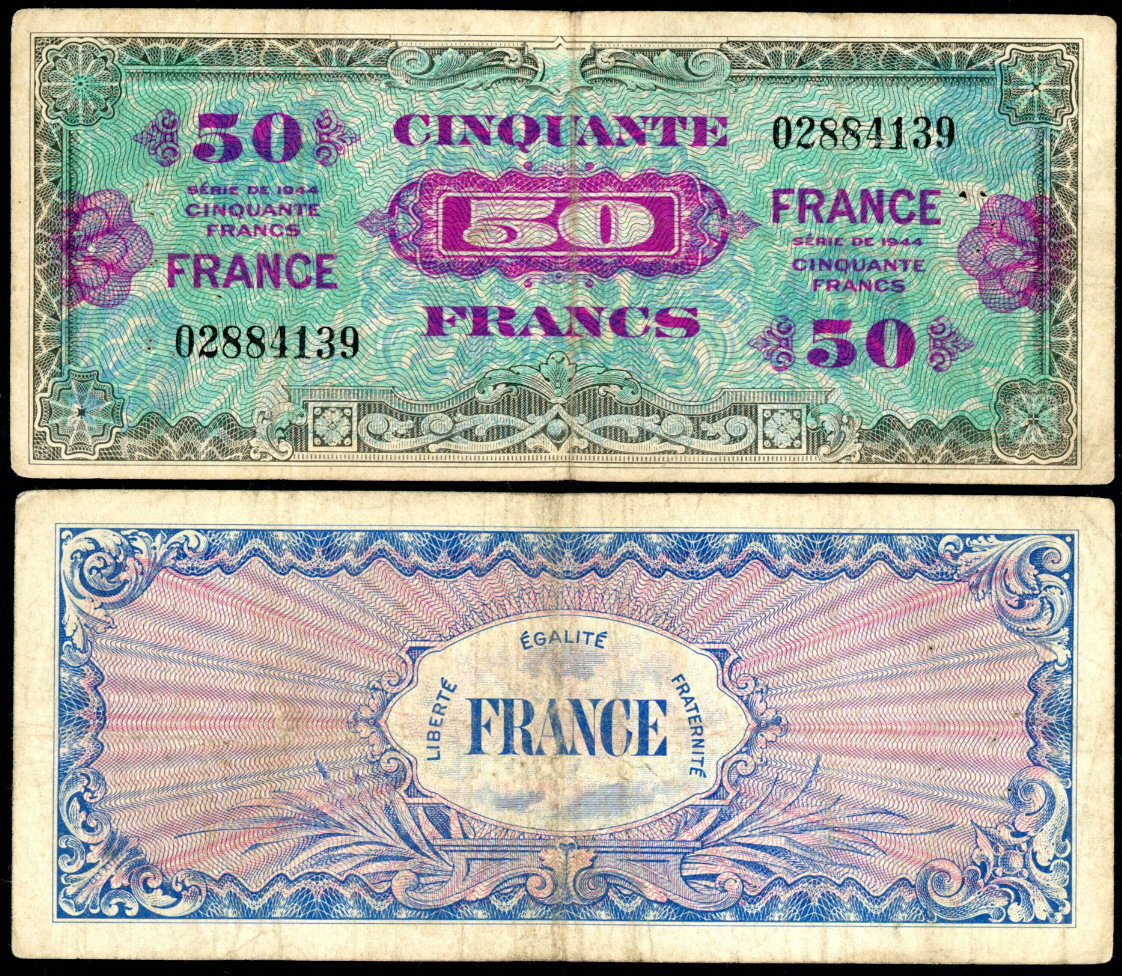 50
CINQUANTE
02884139
SÉRIE DE 1944
CINQUANTE
FRANCS
FRANCE
50
FRANCE
SÉRIE DE 1944
CINQUANTE
FRANCS
02884139
FRANCS
50
ÉGALITÉ
LIBERTÉ
FRANCE
FRATERNITÉ